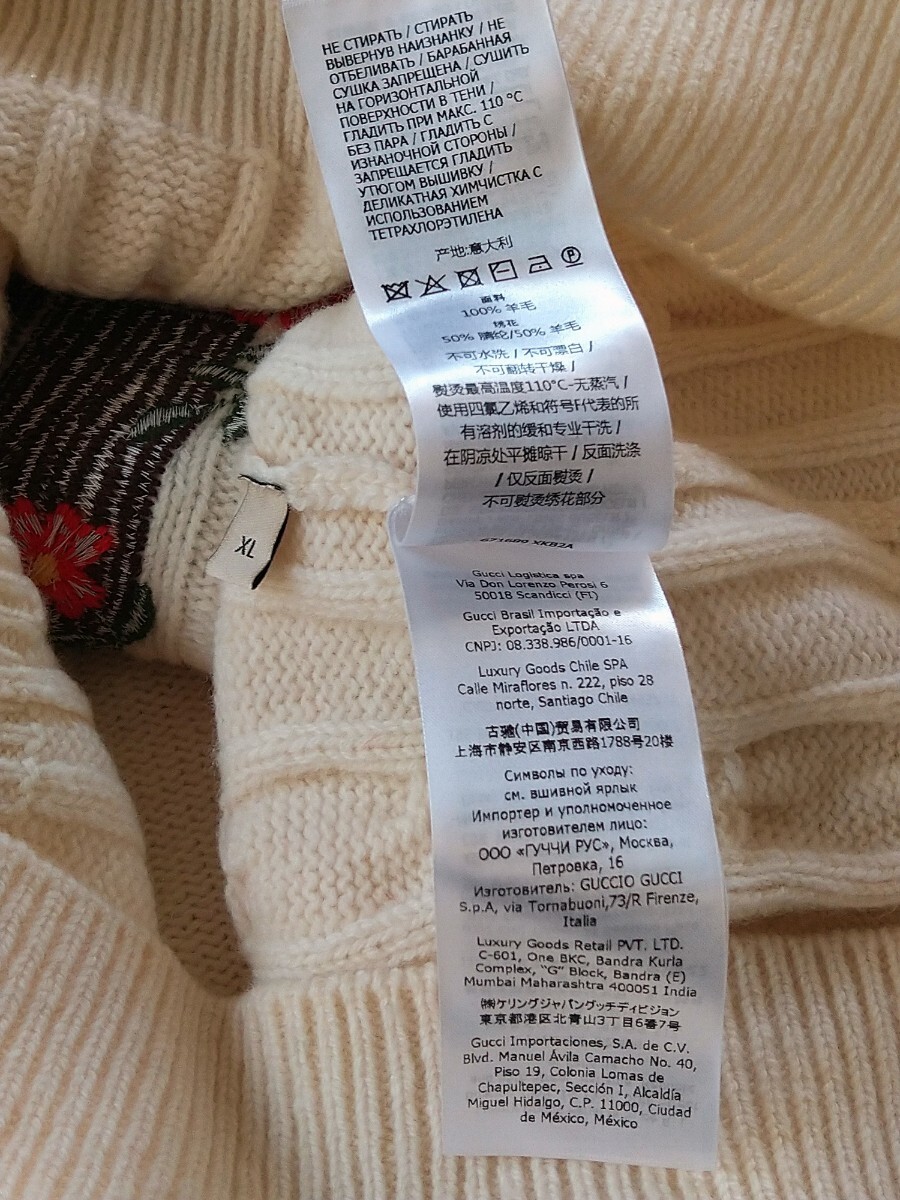 НЕ СТИРАТЬ / СТИРАТЬ
ВЫВЕРНУВ НАИЗНАНКУ / НЕ
ОТБЕЛИВАТЬ / БАРАБАННАЯ
СУШКА ЗАПРЕЩЕНА / СУШИТЬ
НА ГОРИЗОНТАЛЬНОЙ
ПОВЕРХНОСТИ В ТЕНИ /
ГЛАДИТЬ ПРИ МАКС. 110 °C
БЕЗ ПАРА / ГЛАДИТЬ С
ИЗНАНОЧНОЙ СТОРОНЫ /
ЗАПРЕЩАЕТСЯ ГЛАДИТЬ
УТЮГОМ ВЫШИВКУ /
ДЕЛИКАТНАЯ ХИМЧИСТКА С
ИСПОЛЬЗОВАНИЕМ
ТЕТРАХЛОРЭТИЛЕНА
产地:意大利
P
面料
100% 羊毛
绣花
50% 腈纶/50% 羊毛
不可水洗 / 不可漂白 /
不可翻转干燥 /
熨烫最高温度110°C-无蒸汽 /
使用四氯乙烯和符号F代表的所
有溶剂的缓和专业干洗 /
在阴凉处平摊晾干 / 反面洗涤
/ 仅反面熨烫 /
不可熨烫绣花部分
XL
671689 XKB2A
Gucci Logistica spa
Via Don Lorenzo Perosi 6
50018 Scandicci (FI)
Gucci Brasil Importação e
Exportação LTDA
CNPJ: 08.338.986/0001-16
Luxury Goods Chile SPA
Calle Miraflores n. 222, piso 28
norte, Santiago Chile
古驰(中国)贸易有限公司
上海市静安区南京西路1788号20楼
Символы по уходу:
см. вшивной ярлык
Импортер и уполномоченное
изготовителем лицо:
ООО «ГУЧЧИ РУС», Москва,
Петровка, 16
Изготовитель: GUCCIO GUCCI
S.p.A, via Tornabuoni,73/R Firenze,
Italia
Luxury Goods Retail PVT. LTD.
C-601, One BKC, Bandra Kurla
Complex, "G" Block, Bandra (E)
Mumbai Maharashtra 400051 India
㈱ケリングジャパングッチディビジョン
東京都港区北青山3丁目6番7号
Gucci Importaciones, S.A. de C.V.
Blvd. Manuel Ávila Camacho No. 40,
Piso 19, Colonia Lomas de
Chapultepec, Sección I, Alcaldía
Miguel Hidalgo, C.P. 11000, Ciudad
de México, México